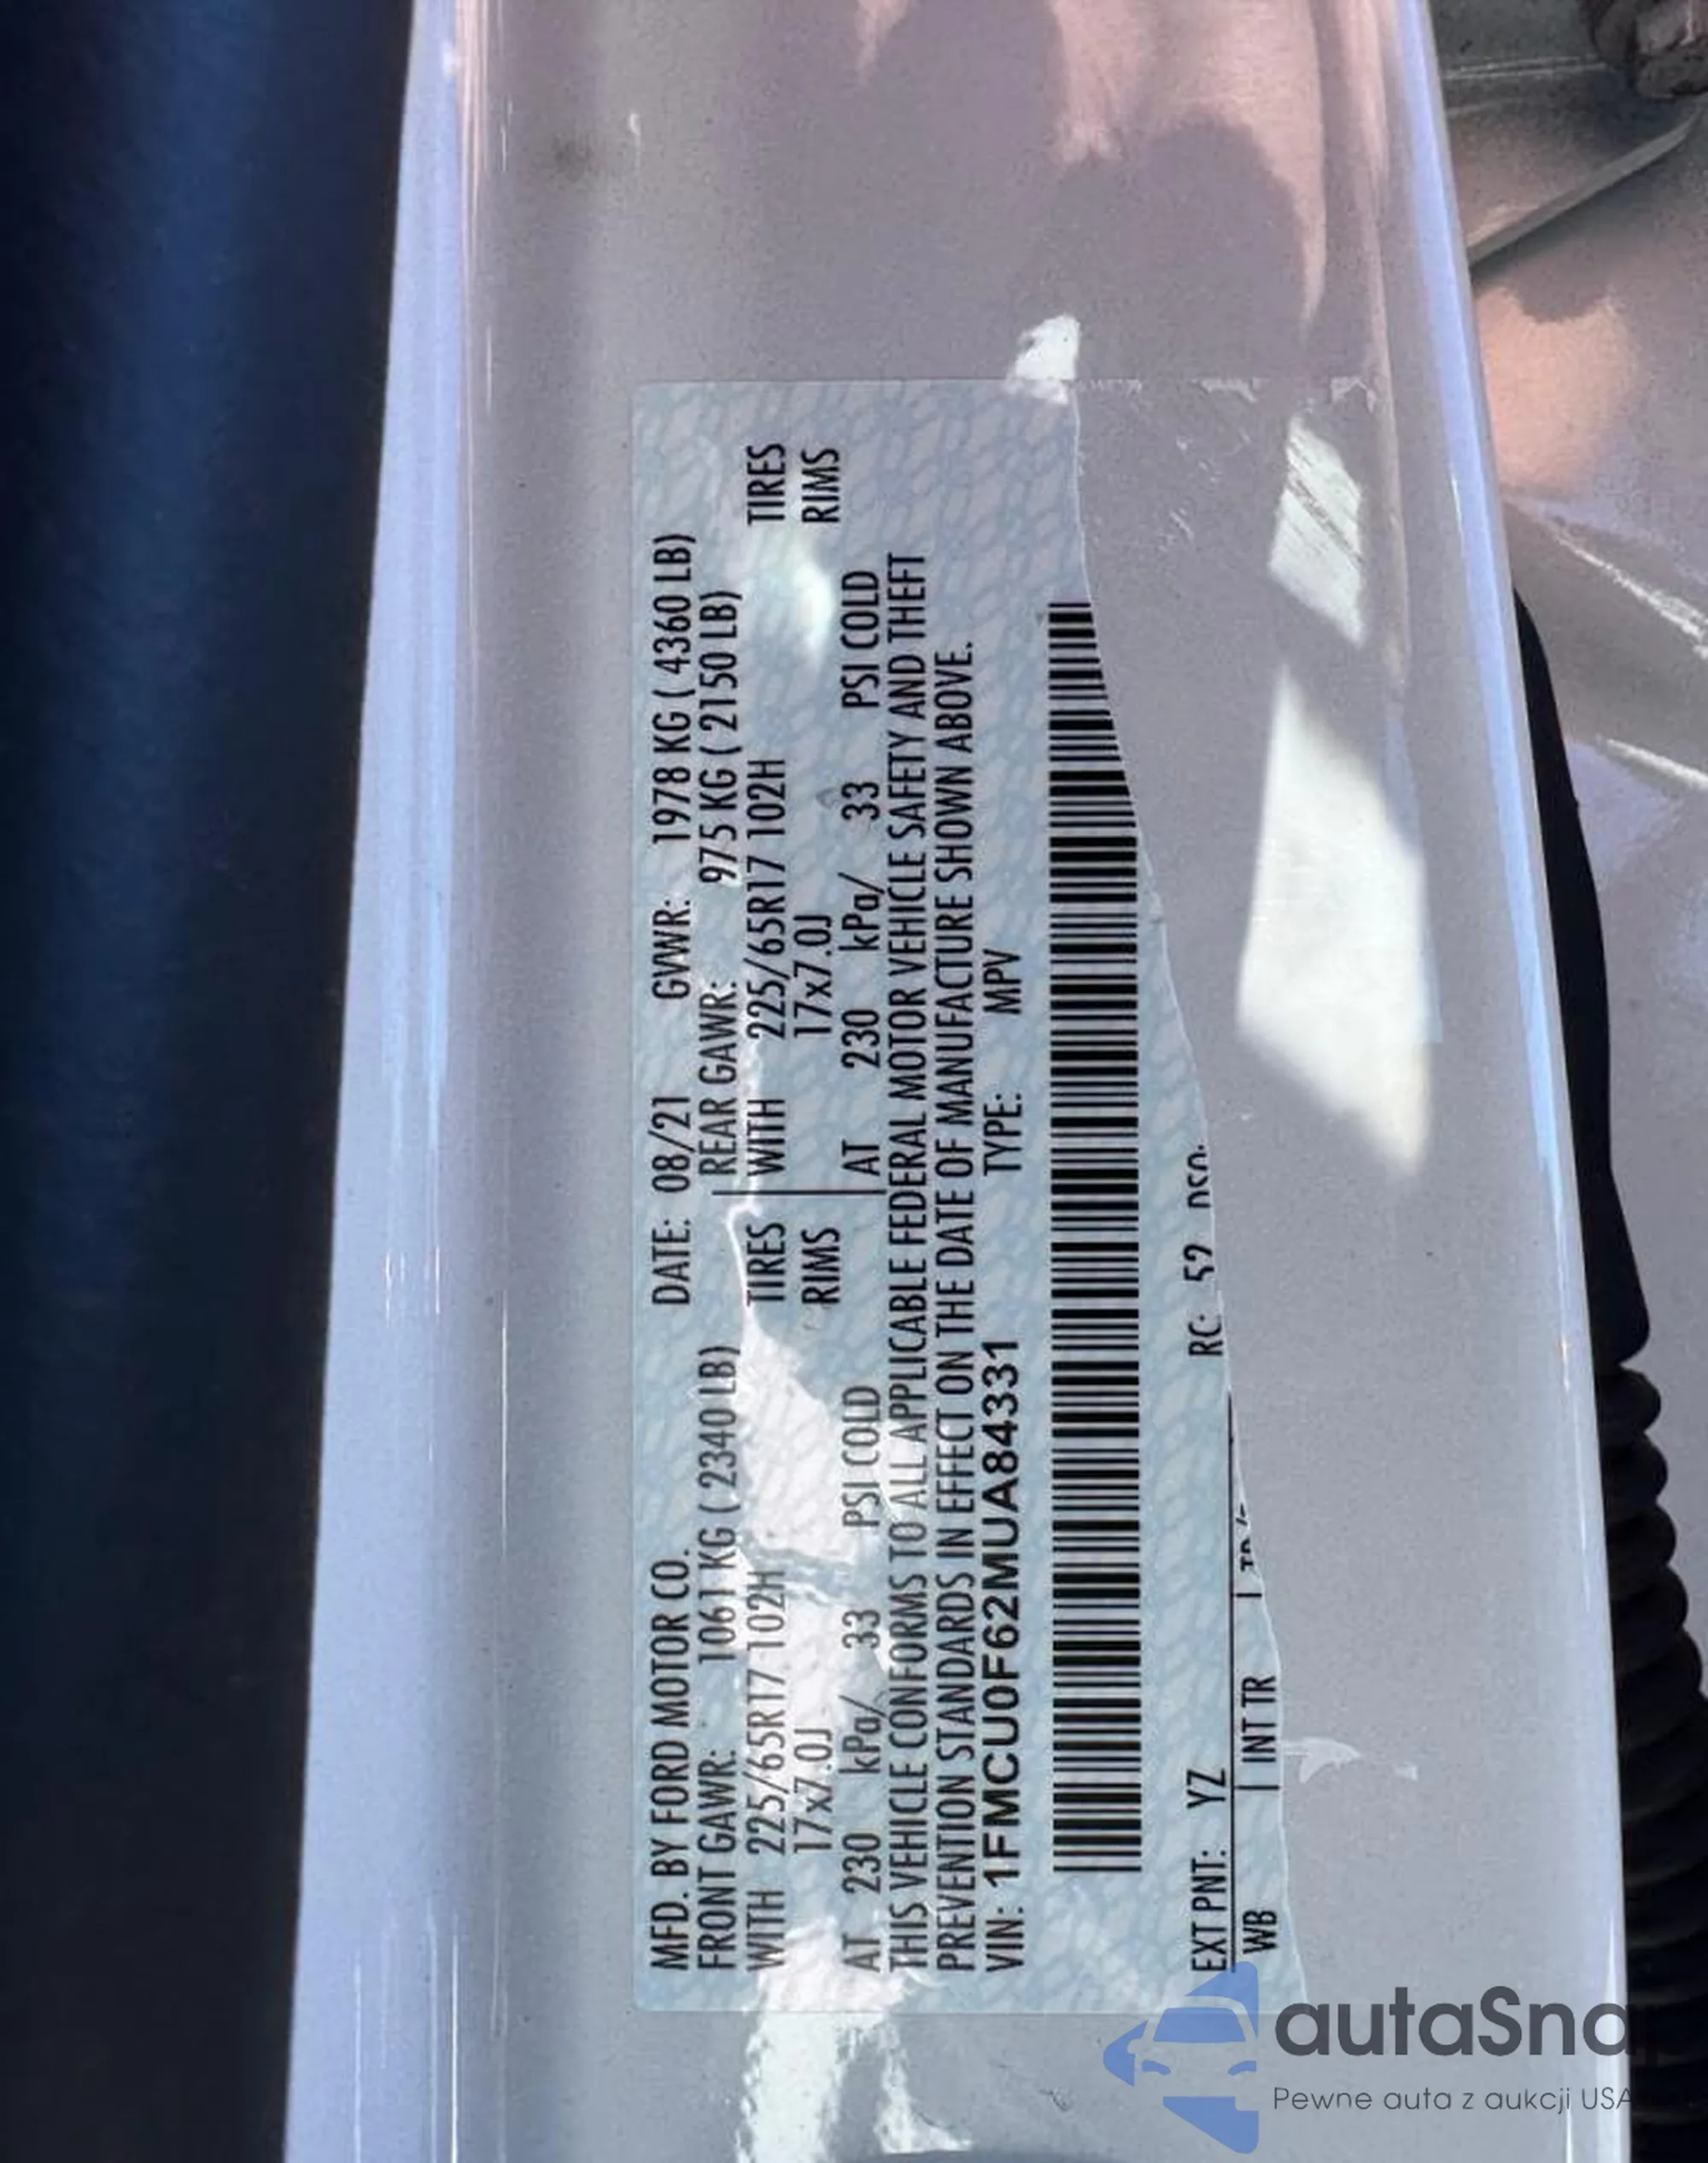 MFD. BY FORD MOTOR CO. DATE: 08/21 GVWR: 1978 KG ( 4360 LB)
FRONT GAWR: 1061 KG ( 2340 LB) REAR GAWR: 975 KG ( 2150 LB)
WITH 225/65R17 102H TIRES WITH 225/65R17 102H TIRES
17x7.0J RIMS 17x7.0J RIMS
AT 230 kPa/ 33 PSI COLD AT 230 kPa/ 33 PSI COLD
THIS VEHICLE CONFORMS TO ALL APPLICABLE FEDERAL MOTOR VEHICLE SAFETY AND THEFT
PREVENTION STANDARDS IN EFFECT ON THE DATE OF MANUFACTURE SHOWN ABOVE.
VIN: 1FMCU0F62MUA84331 TYPE: MPV
EXT PNT: YZ RC: 52
WB INT TR
autaSna
Pewne auta z aukcji USA